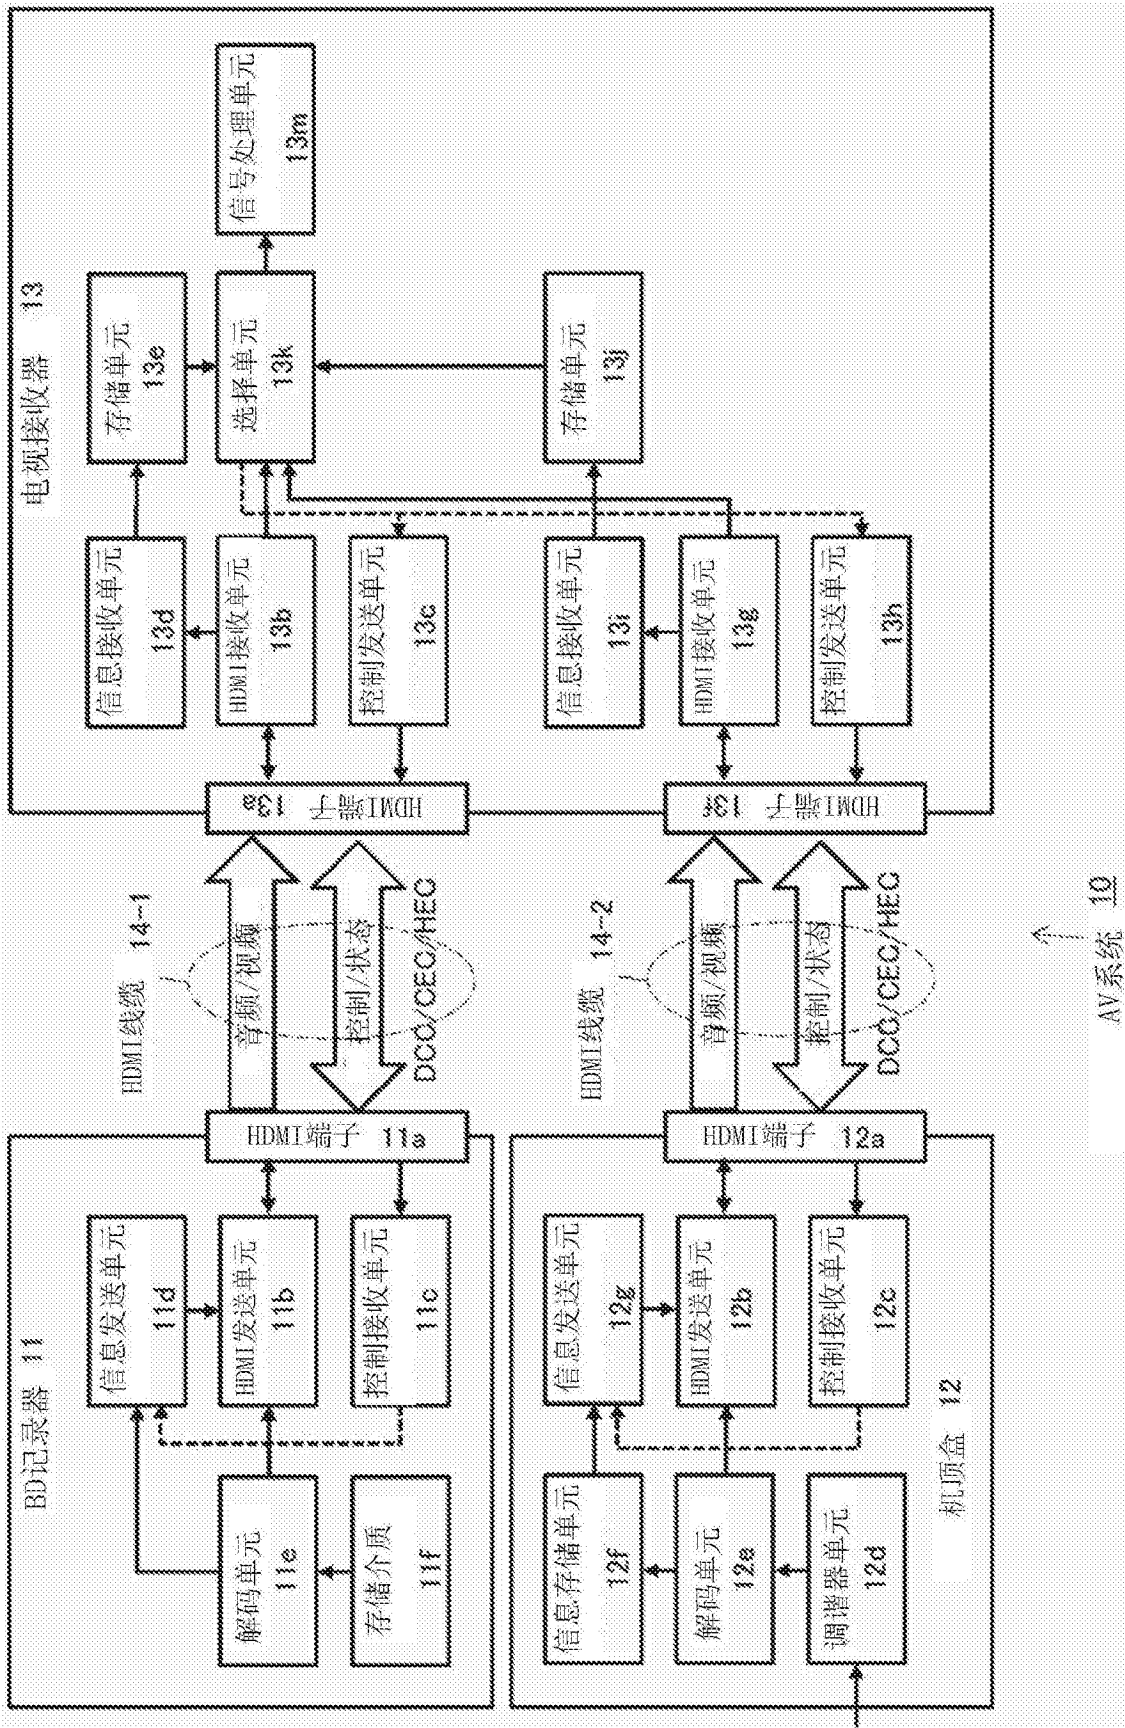 BD记录器 11
信息发送单元
11d
HDMI发送单元
11b
控制接收单元
11c
解码单元
11e
存储介质
11f
HDMI端子 11a
HDMI线缆 14-1
音频/视频
控制/状态
DCC/CEC/HEC
电视接收器 13
HDMI端子 13a
信息接收单元
13d
HDMI接收单元
13b
控制发送单元
13c
存储单元
13e
选择单元
13k
信号处理单元
13m
机顶盒 12
信息存储单元
12f
解码单元
12e
调谐器单元
12d
信息发送单元
12g
HDMI发送单元
12b
控制接收单元
12c
HDMI端子 12a
HDMI线缆 14-2
音频/视频
控制/状态
DCC/CEC/HEC
HDMI端子 13f
信息接收单元
13i
HDMI接收单元
13g
控制发送单元
13h
存储单元
13j
AV系统 10